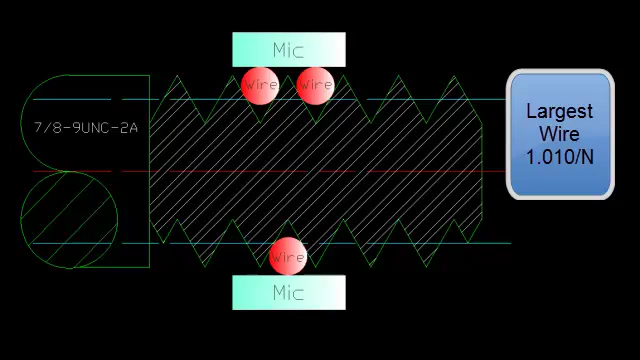 Mic
Wire Wire
7/8-9UNC-2A
Largest
Wire
1.010/N
Wire
Mic